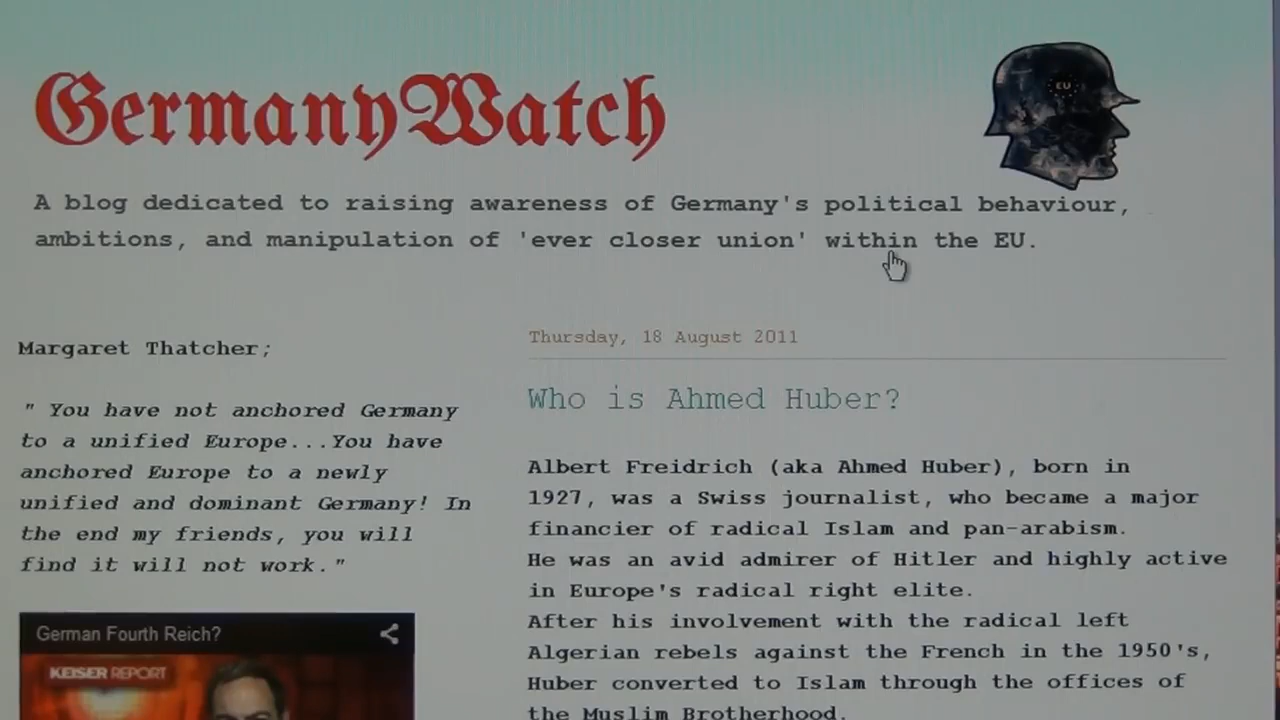 GermanyWatch
EU
A blog dedicated to raising awareness of Germany's political behaviour,
ambitions, and manipulation of 'ever closer union' within the EU.
Margaret Thatcher;
" You have not anchored Germany
to a unified Europe...You have
anchored Europe to a newly
unified and dominant Germany! In
the end my friends, you will
find it will not work."
German Fourth Reich?
KEISER REPORT
Thursday, 18 August 2011
Who is Ahmed Huber?
Albert Freidrich (aka Ahmed Huber), born in
1927, was a Swiss journalist, who became a major
financier of radical Islam and pan-arabism.
He was an avid admirer of Hitler and highly active
in Europe's radical right elite.
After his involvement with the radical left
Algerian rebels against the French in the 1950's,
Huber converted to Islam through the offices of
the Muslim Brotherhood.